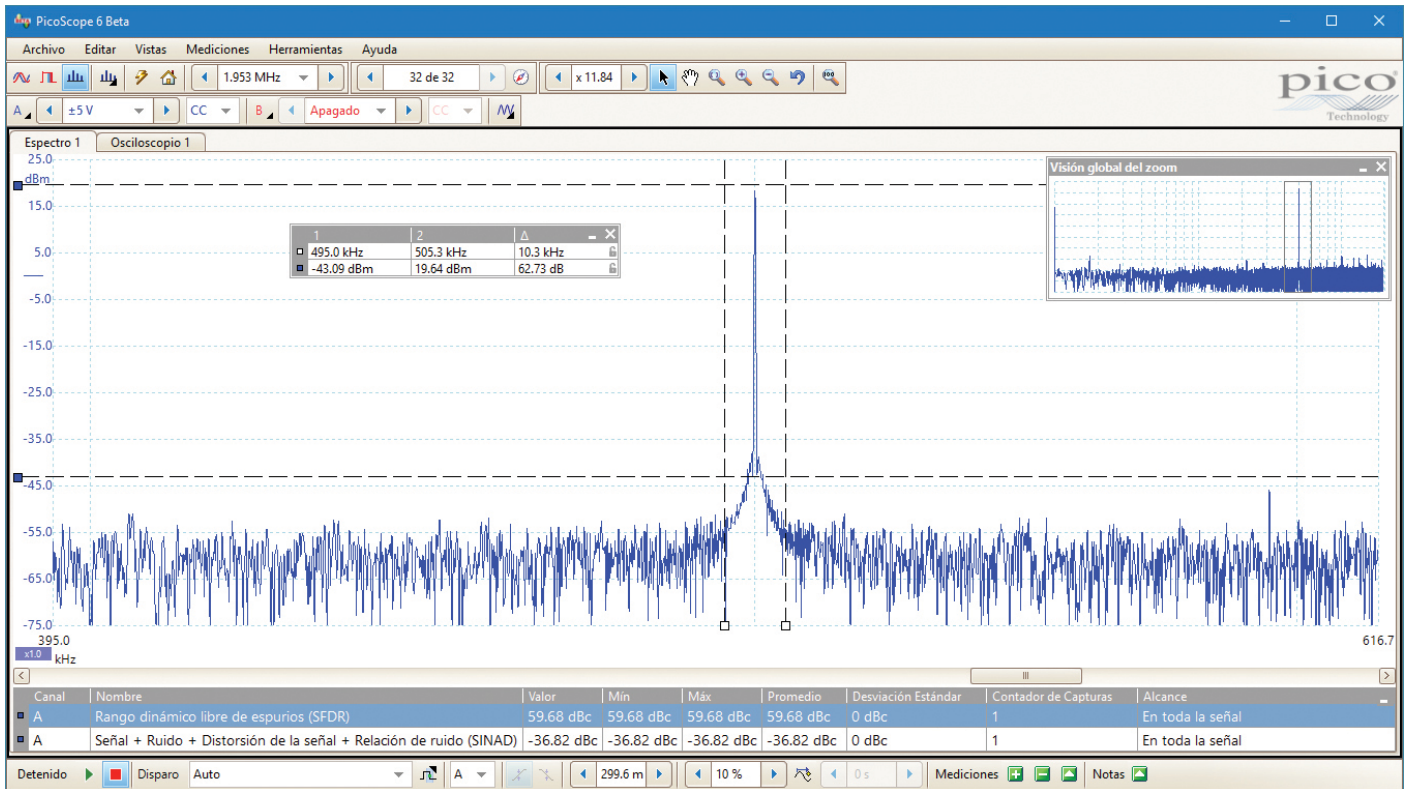 PicoScope 6 Beta
Archivo Editar Vistas Mediciones Herramientas Ayuda
1.953 MHz 32 de 32 x 11.84
pico
Technology
A ±5 V CC B Apagado CC
Espectro 1 Osciloscopio 1
25.0
dBm
Visión global del zoom
15.0
1 2 Δ
5.0
495.0 kHz 505.3 kHz 10.3 kHz
-43.09 dBm 19.64 dBm 62.73 dB
-5.0
-15.0
-25.0
-35.0
-45.0
-55.0
-65.0
-75.0
395.0 616.7
x1.0 kHz
Canal Nombre Valor Mín Máx Promedio Desviación Estándar Contador de Capturas Alcance
A Rango dinámico libre de espurios (SFDR) 59.68 dBc 59.68 dBc 59.68 dBc 59.68 dBc 0 dBc 1 En toda la señal
A Señal + Ruido + Distorsión de la señal + Relación de ruido (SINAD) -36.82 dBc -36.82 dBc -36.82 dBc -36.82 dBc 0 dBc 1 En toda la señal
Detenido Disparo Auto A 299.6 m 10 % 0 s Mediciones Notas